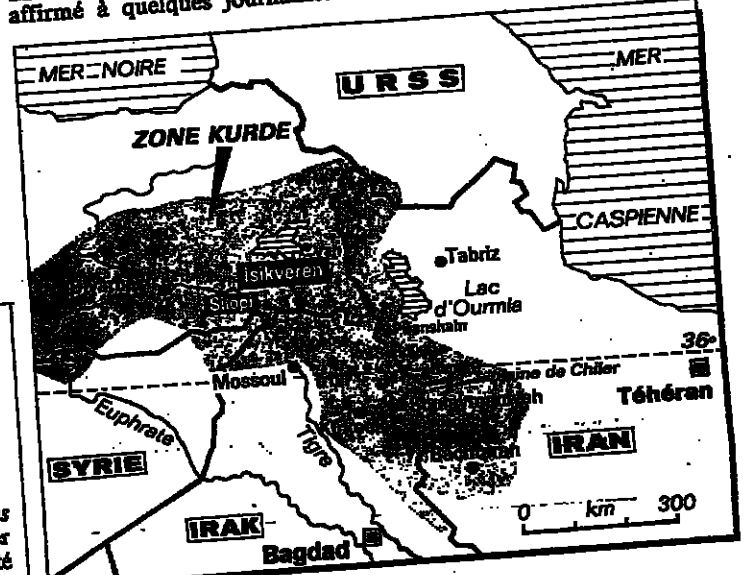 affirmé à quelques
MER NOIRE
URSS
MER
CASPIENNE
ZONE KURDE
Isikveren
Tabriz
Lac
d'Ourmia
36°
de
Mossoul
Téhéran
Euphrate
Tigre
SYRIE
IRAN
IRAK
Bagdad
0 km 300